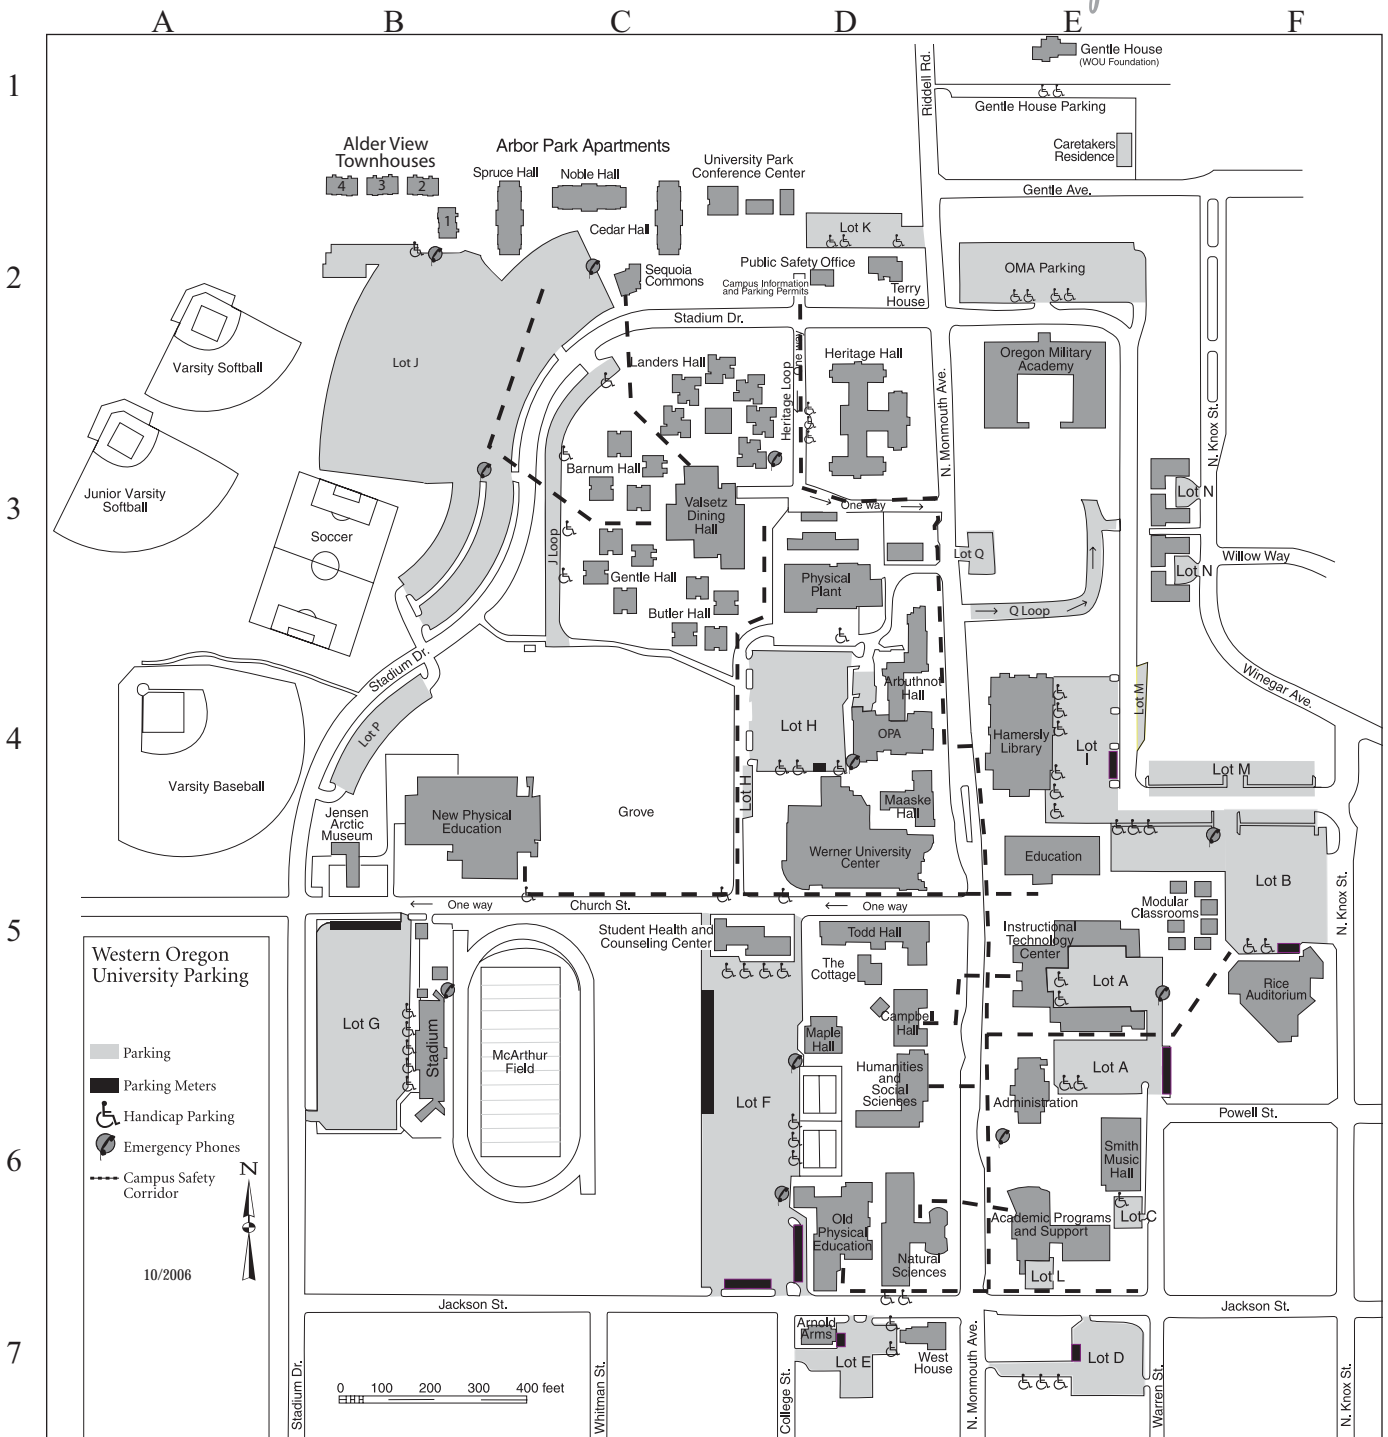 A B C D E F
1
2
3
4
5
6
7
Gentle House
(WOU Foundation)
Riddell Rd.
Gentle House Parking
Caretakers
Residence
Gentle Ave.
Alder View
Townhouses
4 3 2
1
Arbor Park Apartments
Spruce Hall
Noble Hall
Cedar Hall
University Park
Conference Center
Lot K
Public Safety Office
Campus Information
and Parking Permits
Terry
House
OMA Parking
Sequoia
Commons
Stadium Dr.
Varsity Softball
Lot J
Landers Hall
Heritage Loop
One way
Heritage Hall
N. Monmouth Ave.
Oregon Military
Academy
N. Knox St.
Junior Varsity
Softball
Soccer
Barnum Hall
Valsetz
Dining
Hall
One way
Lot N
J Loop
Gentle Hall
Butler Hall
Physical
Plant
Lot Q
Q Loop
Willow Way
Lot N
Winegar Ave.
Stadium Dr.
Lot P
Varsity Baseball
Arbuthnot
Hall
Lot H
OPA
Hamersly
Library
Lot
I
Lot M
Lot M
Lot H
Maaske
Hall
Jensen
Arctic
Museum
New Physical
Education
Grove
Werner University
Center
Education
Lot B
Modular
Classrooms
N. Knox St.
One way
Church St.
One way
Western Oregon
University Parking
Parking
Parking Meters
Handicap Parking
Emergency Phones
Campus Safety
Corridor
N
10/2006
Lot G
Stadium
McArthur
Field
Student Health and
Counseling Center
Todd Hall
The
Cottage
Instructional
Technology
Center
Lot A
Rice
Auditorium
Campbell
Hall
Maple
Hall
Humanities
and
Social
Sciences
Lot F
Lot A
Administration
Powell St.
Smith
Music
Hall
Lot C
Old
Physical
Education
Natural
Sciences
Academic Programs
and Support
Lot L
Jackson St.
Jackson St.
Arnold
Arms
Lot E
West
House
Lot D
Stadium Dr.
Whitman St.
College St.
N. Monmouth Ave.
Warren St.
N. Knox St.
0 100 200 300 400 feet